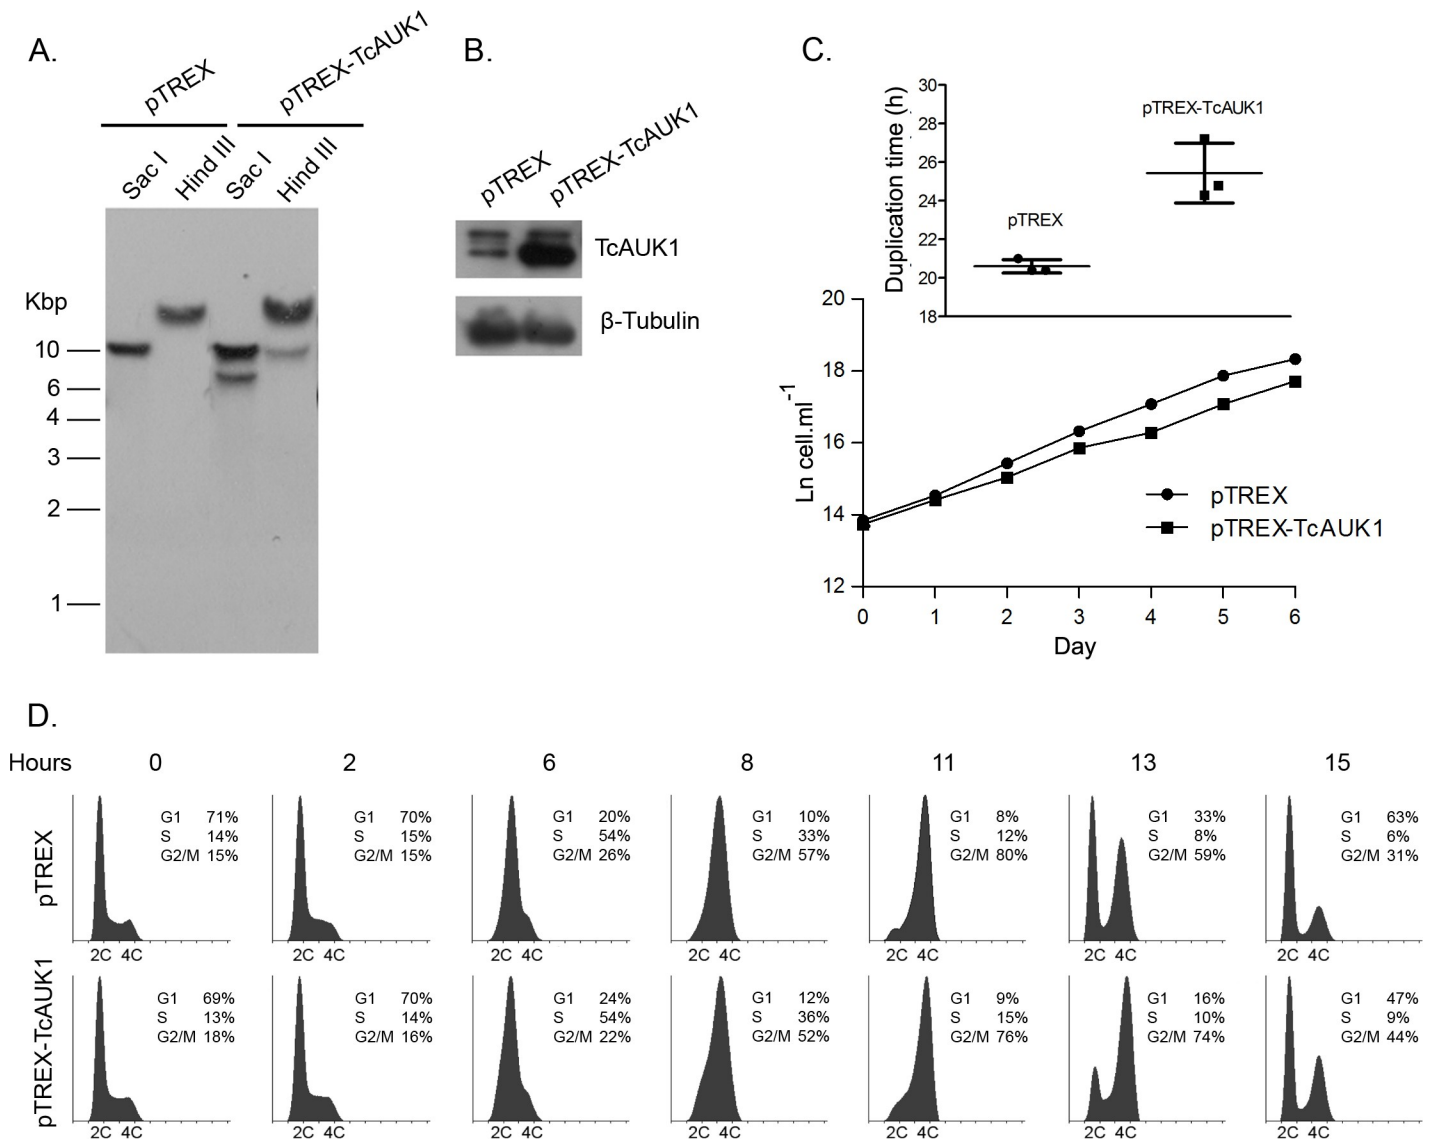 A.
pTREX
pTREX-TcAUK1
Sac I
Hind III
Sac I
Hind III
Kbp
10
6
4
3
2
1
B.
pTREX
pTREX-TcAUK1
TcAUK1
β-Tubulin
C.
Duplication time (h)
30
28
26
24
22
20
18
pTREX
pTREX-TcAUK1
Ln cell.ml-1
20
18
16
14
12
0 1 2 3 4 5 6
Day
pTREX
pTREX-TcAUK1
D.
Hours 0 2 6 8 11 13 15
pTREX
G1 71%
S 14%
G2/M 15%
2C 4C
G1 70%
S 15%
G2/M 15%
2C 4C
G1 20%
S 54%
G2/M 26%
2C 4C
G1 10%
S 33%
G2/M 57%
2C 4C
G1 8%
S 12%
G2/M 80%
2C 4C
G1 33%
S 8%
G2/M 59%
2C 4C
G1 63%
S 6%
G2/M 31%
2C 4C
pTREX-TcAUK1
G1 69%
S 13%
G2/M 18%
2C 4C
G1 70%
S 14%
G2/M 16%
2C 4C
G1 24%
S 54%
G2/M 22%
2C 4C
G1 12%
S 36%
G2/M 52%
2C 4C
G1 9%
S 15%
G2/M 76%
2C 4C
G1 16%
S 10%
G2/M 74%
2C 4C
G1 47%
S 9%
G2/M 44%
2C 4C